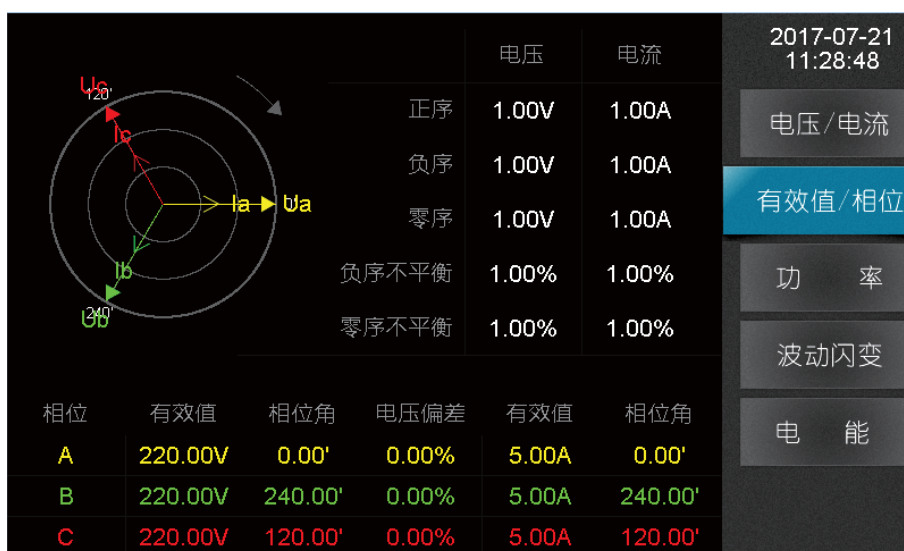 2017-07-21
11:28:48
电压 电流
Uc
120'
正序 1.00V 1.00A
电压/电流
Ic
负序 1.00V 1.00A
Ia Ua
有效值/相位
零序 1.00V 1.00A
Ib
负序不平衡 1.00% 1.00%
功 率
240'
Ub
零序不平衡 1.00% 1.00%
波动闪变
相位 有效值 相位角 电压偏差 有效值 相位角
电 能
A 220.00V 0.00' 0.00% 5.00A 0.00'
B 220.00V 240.00' 0.00% 5.00A 240.00'
C 220.00V 120.00' 0.00% 5.00A 120.00'